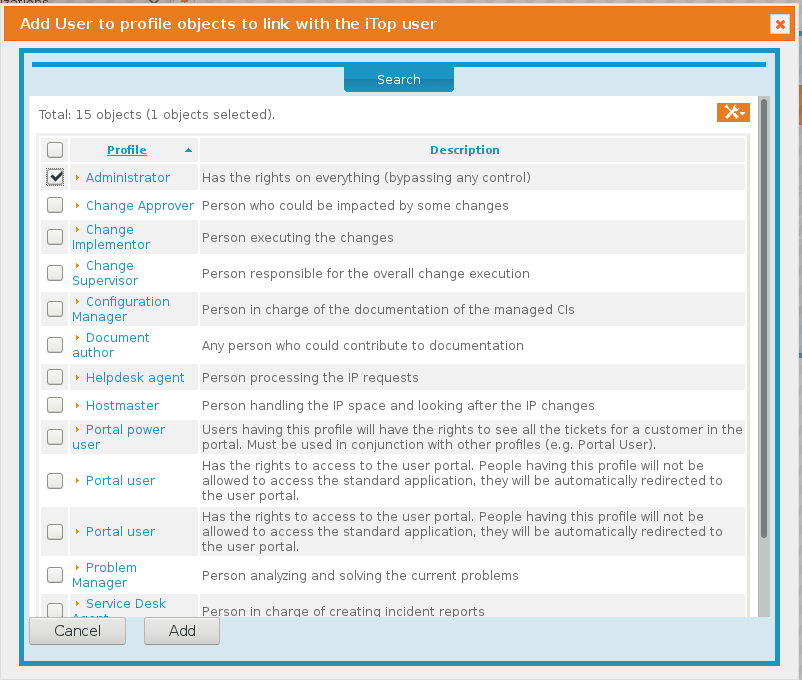 Add User to profile objects to link with the iTop user
Search
Total: 15 objects (1 objects selected).
Profile Description
Administrator Has the rights on everything (bypassing any control)
Change Approver Person who could be impacted by some changes
Change
Implementor
Person executing the changes
Change
Supervisor
Person responsible for the overall change execution
Configuration
Manager
Person in charge of the documentation of the managed CIs
Document
author
Any person who could contribute to documentation
Helpdesk agent Person processing the IP requests
Hostmaster Person handling the IP space and looking after the IP changes
Portal power
user
Users having this profile will have the rights to see all the tickets for a customer in the
portal. Must be used in conjunction with other profiles (e.g. Portal User).
Portal user
Has the rights to access to the user portal. People having this profile will not be
allowed to access the standard application, they will be automatically redirected to
the user portal.
Portal user
Has the rights to access to the user portal. People having this profile will not be
allowed to access the standard application, they will be automatically redirected to
the user portal.
Problem
Manager
Person analyzing and solving the current problems
Service Desk
Agent
Person in charge of creating incident reports
Cancel Add